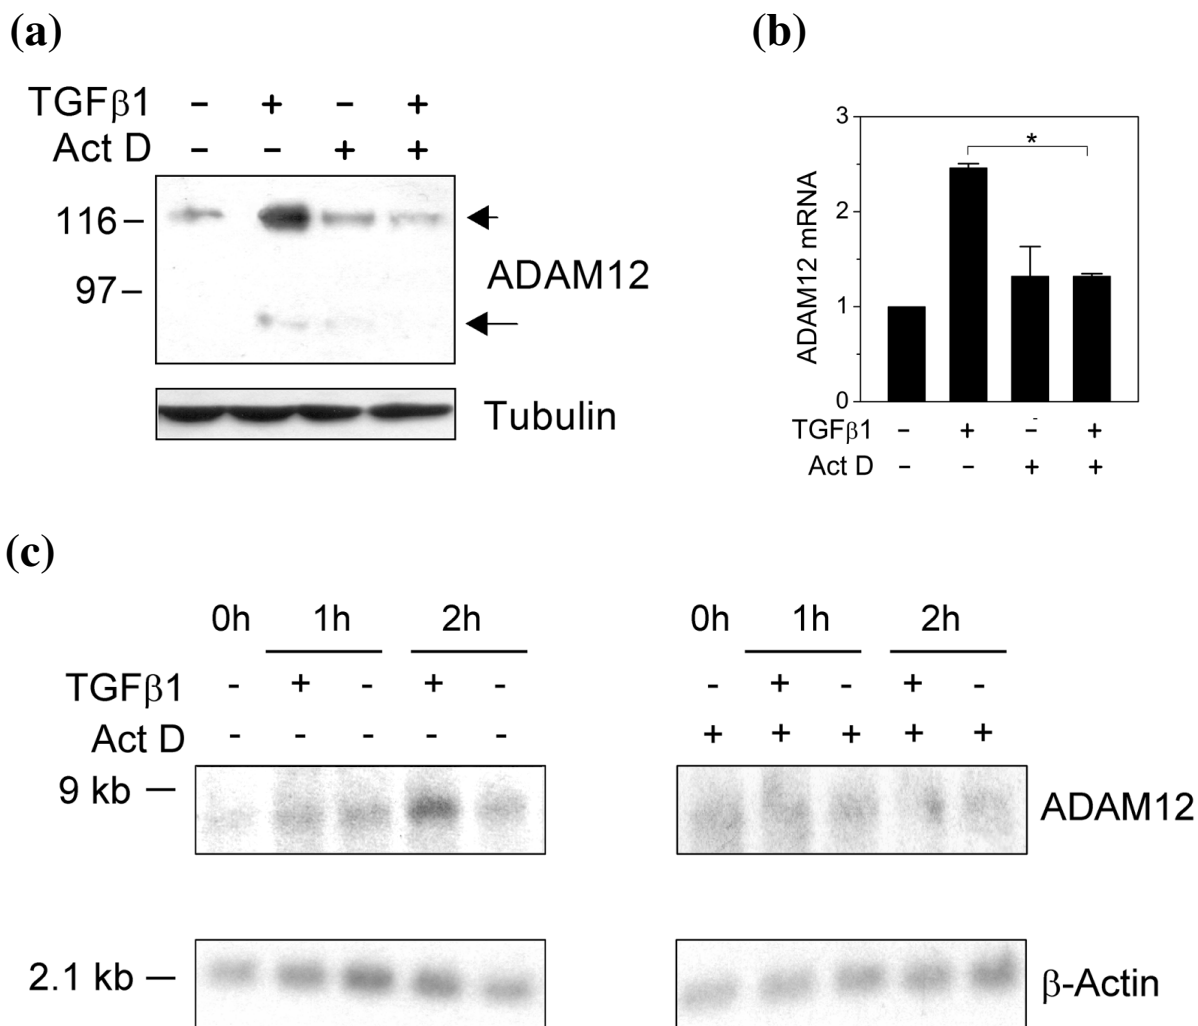 (a)
TGFβ1 − + − +
Act D − − + +
116
97
ADAM12
Tubulin
(b)
3
2
1
0
ADAM12 mRNA
*
TGFβ1 − + − +
Act D − − + +
(c)
0h 1h 2h
TGFβ1 - + - + -
Act D - - - - -
9 kb
2.1 kb
0h 1h 2h
- + - + -
+ + + + +
ADAM12
β-Actin